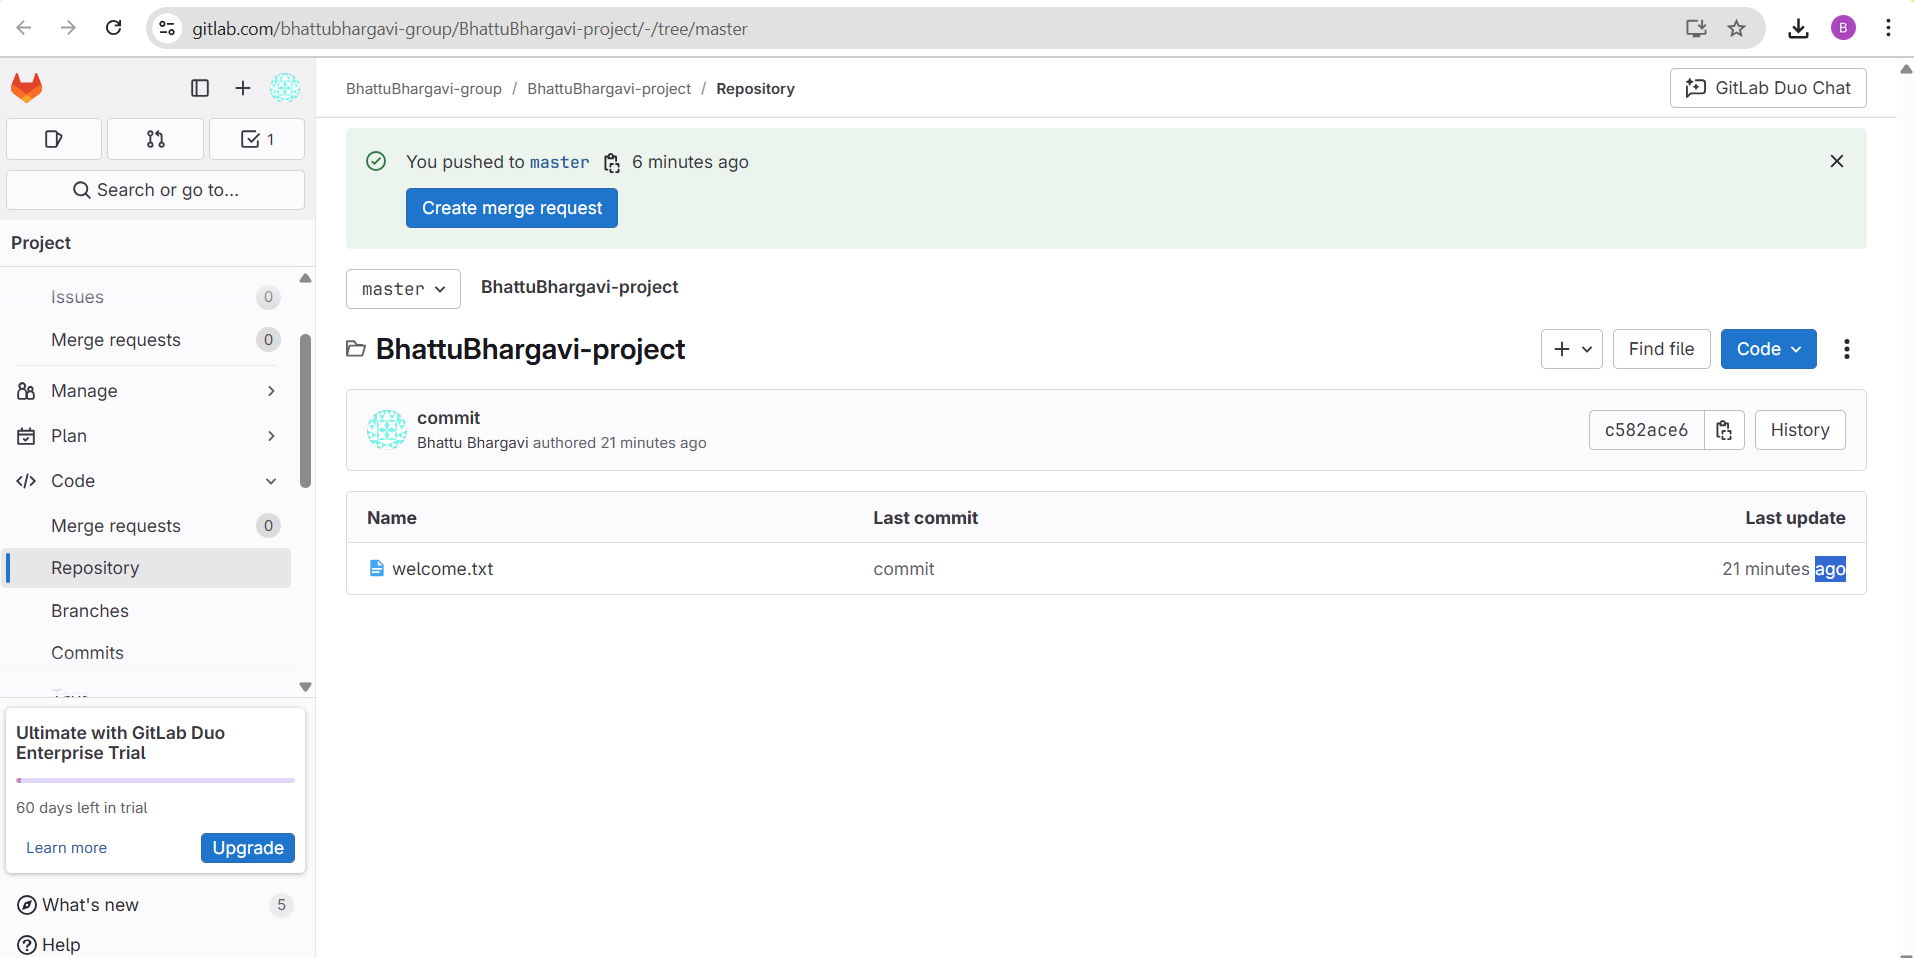 gitlab.com/bhattubhargavi-group/BhattuBhargavi-project/-/tree/master
B
BhattuBhargavi-group / BhattuBhargavi-project / Repository
GitLab Duo Chat
1
Search or go to...
Project
Issues 0
Merge requests 0
Manage
Plan
Code
Merge requests 0
Repository
Branches
Commits
Ultimate with GitLab Duo
Enterprise Trial
60 days left in trial
Learn more
Upgrade
What's new 5
Help
You pushed to master 6 minutes ago
Create merge request
master
BhattuBhargavi-project
BhattuBhargavi-project
Find file
Code
commit
Bhattu Bhargavi authored 21 minutes ago
c582ace6
History
Name Last commit Last update
welcome.txt commit 21 minutes ago